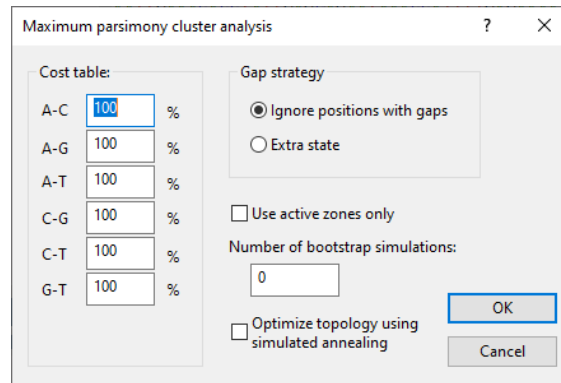 Maximum parsimony cluster analysis ?
Cost table:
A-C 100 %
A-G 100 %
A-T 100 %
C-G 100 %
C-T 100 %
G-T 100 %
Gap strategy
Ignore positions with gaps
Extra state
Use active zones only
Number of bootstrap simulations:
0
Optimize topology using
simulated annealing
OK
Cancel